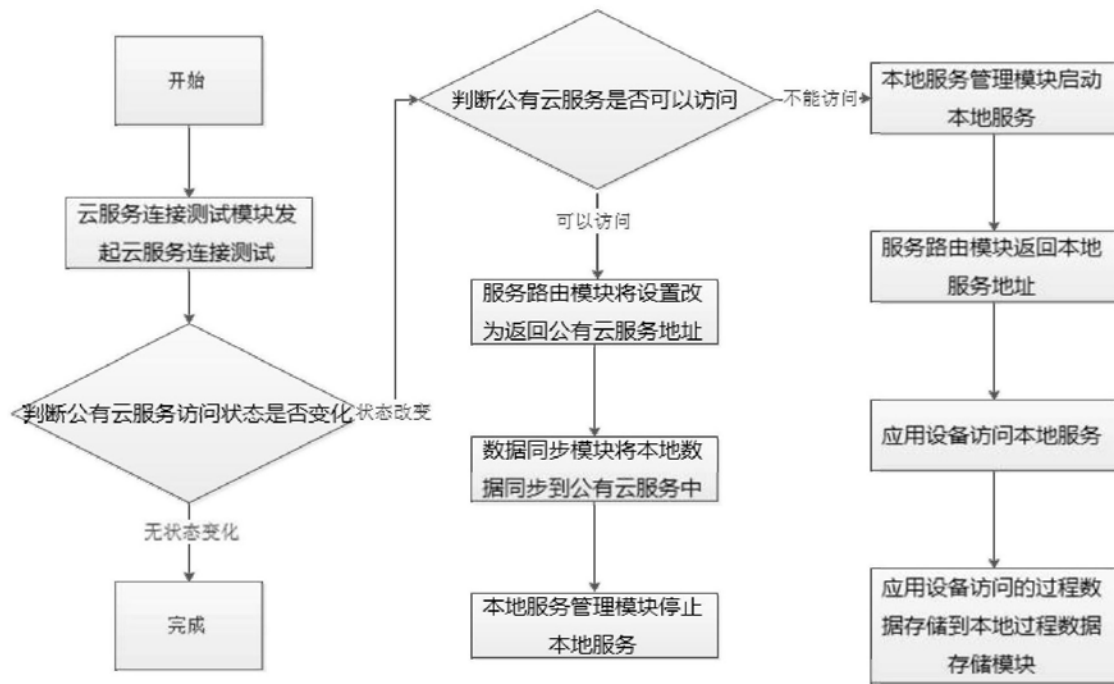 开始
云服务连接测试模块发
起云服务连接测试
判断公有云服务访问状态是否变化
状态改变
无状态变化
完成
判断公有云服务是否可以访问
不能访问
可以访问
服务路由模块将设置改
为返回公有云服务地址
数据同步模块将本地数
据同步到公有云服务中
本地服务管理模块停止
本地服务
本地服务管理模块启动
本地服务
服务路由模块返回本地
服务地址
应用设备访问本地服务
应用设备访问的过程数
据存储到本地过程数据
存储模块